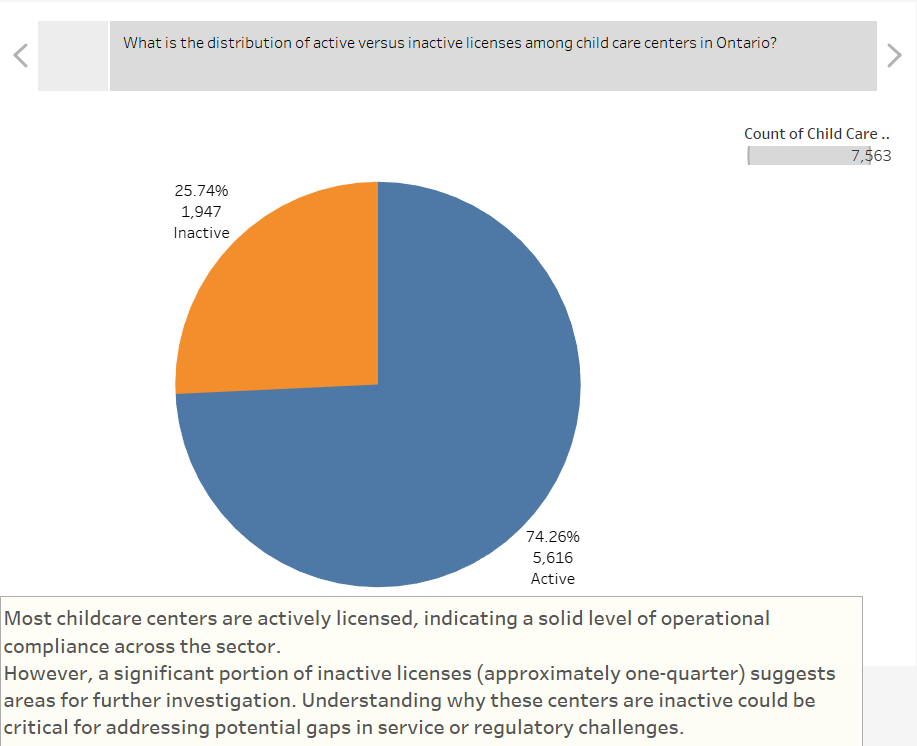 What is the distribution of active versus inactive licenses among child care centers in Ontario?
Count of Child Care ..
7,563
25.74%
1,947
Inactive
74.26%
5,616
Active
Most childcare centers are actively licensed, indicating a solid level of operational
compliance across the sector.
However, a significant portion of inactive licenses (approximately one-quarter) suggests
areas for further investigation. Understanding why these centers are inactive could be
critical for addressing potential gaps in service or regulatory challenges.